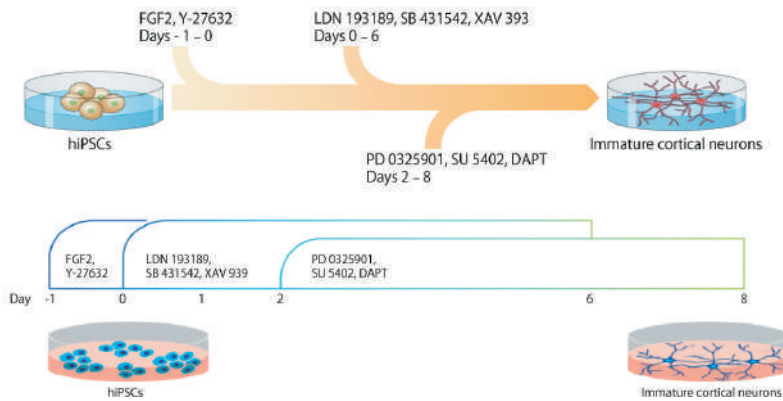 FGF2, Y-27632
Days - 1 – 0
LDN 193189, SB 431542, XAV 393
Days 0 – 6
hiPSCs
PD 0325901, SU 5402, DAPT
Days 2 – 8
Immature cortical neurons
FGF2,
Y-27632
LDN 193189,
SB 431542, XAV 939
PD 0325901,
SU 5402, DAPT
Day -1 0 1 2 6 8
hiPSCs
Immature cortical neurons